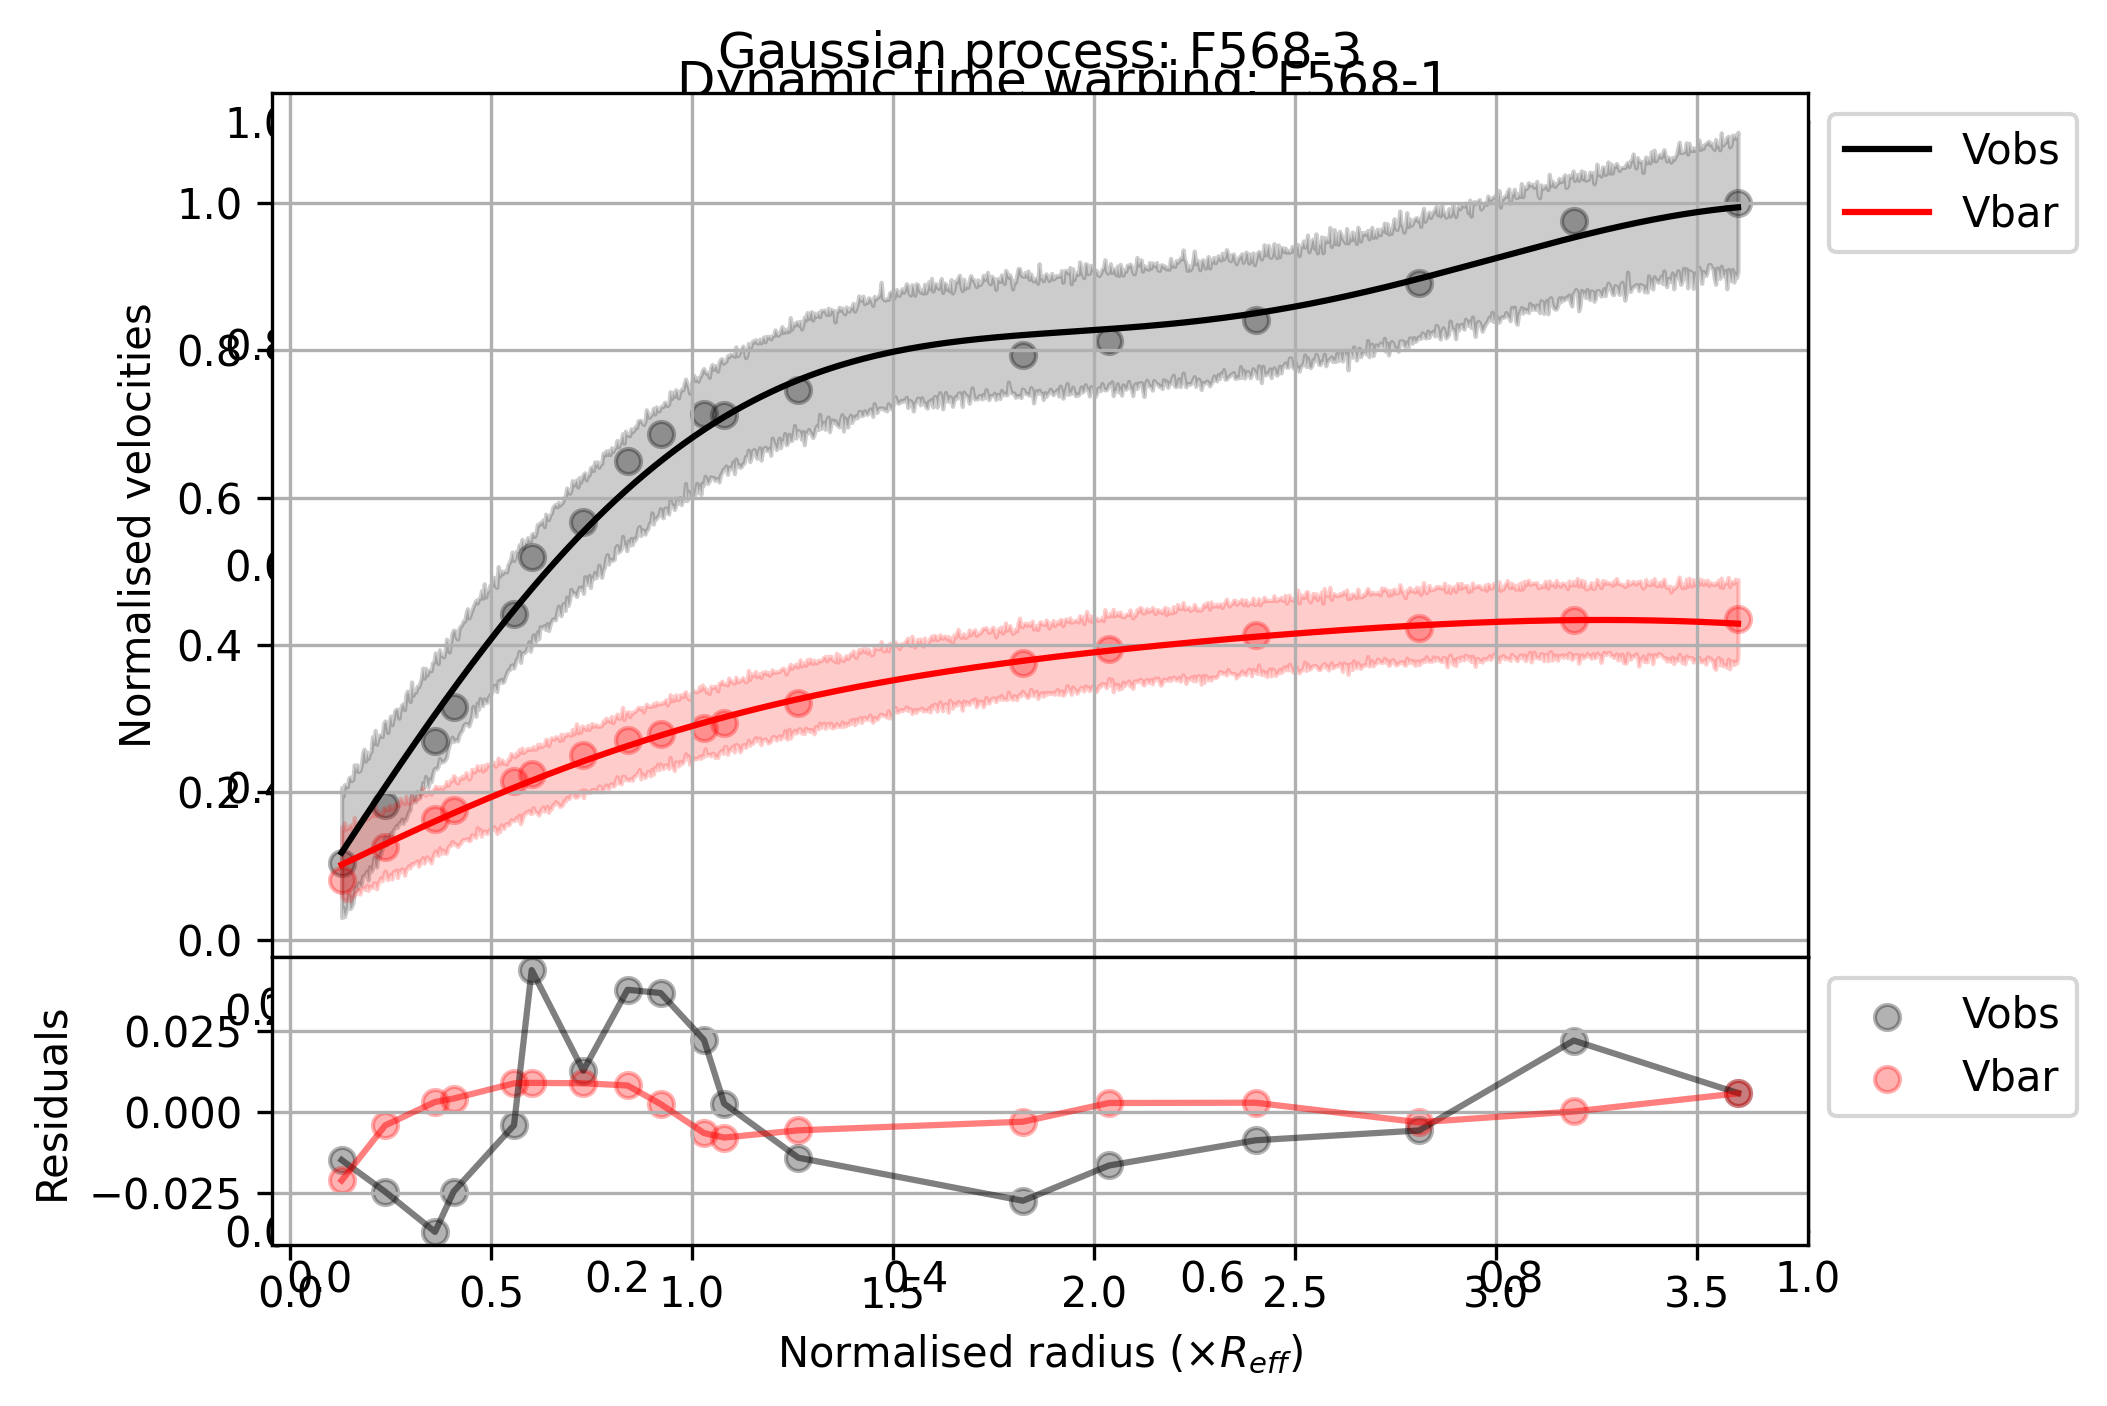 Gaussian process: F568-3
Dynamic time warping: F568-1
Normalised velocities
1.0
0.8
0.6
0.4
0.2
0.0
Vobs
Vbar
Residuals
0.025
0.000
−0.025
Vobs
Vbar
0.0 0.2 0.4 0.6 0.8 1.0
0.0 0.5 1.0 1.5 2.0 2.5 3.0 3.5
Normalised radius (×R_eff)